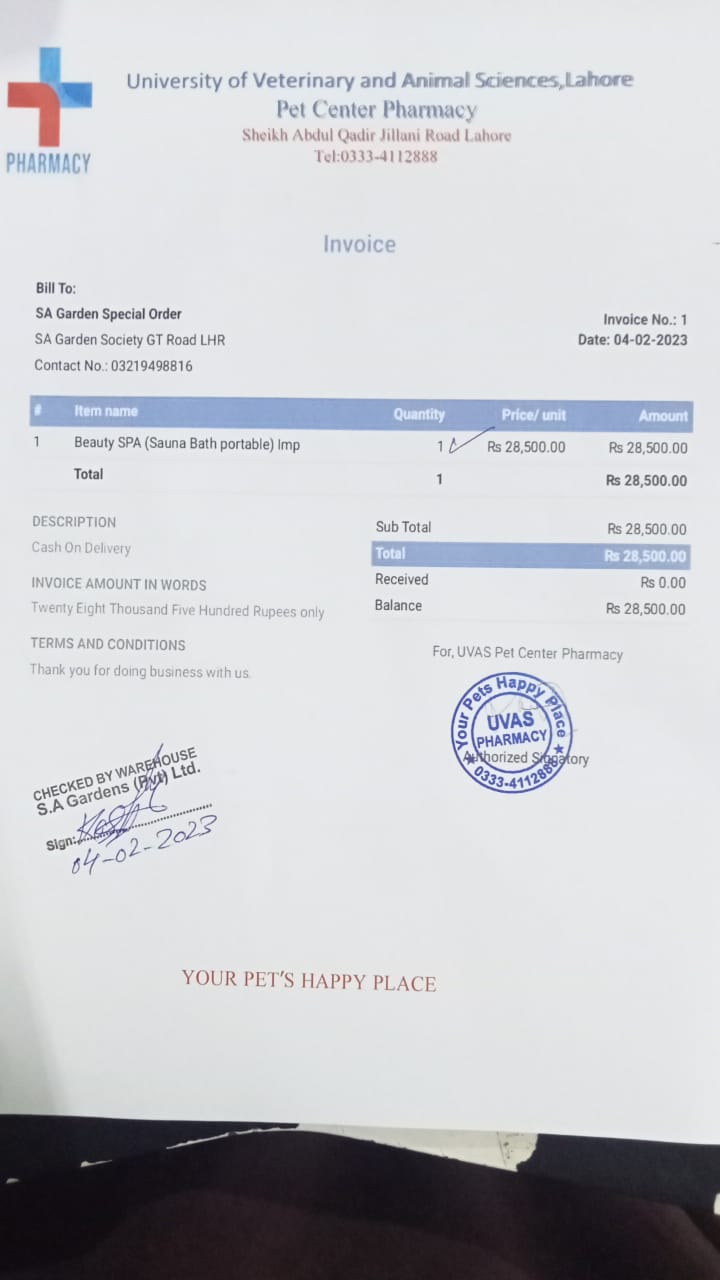 University of Veterinary and Animal Sciences,Lahore
Pet Center Pharmacy
Sheikh Abdul Qadir Jillani Road Lahore
Tel:0333-4112888
PHARMACY
Invoice
Bill To:
SA Garden Special Order
SA Garden Society GT Road LHR
Contact No.: 03219498816
Invoice No.: 1
Date: 04-02-2023
# Item name Quantity Price/ unit Amount
1 Beauty SPA (Sauna Bath portable) Imp 1 Rs 28,500.00 Rs 28,500.00
Total 1 Rs 28,500.00
DESCRIPTION
Cash On Delivery
INVOICE AMOUNT IN WORDS
Twenty Eight Thousand Five Hundred Rupees only
TERMS AND CONDITIONS
Thank you for doing business with us.
Sub Total Rs 28,500.00
Total Rs 28,500.00
Received Rs 0.00
Balance Rs 28,500.00
For, UVAS Pet Center Pharmacy
Your Pets Happy Place
UVAS
PHARMACY
0333-4112888
Authorized Signatory
CHECKED BY WAREHOUSE
S.A Gardens (Pvt) Ltd.
Sign:
04-02-2023
YOUR PET'S HAPPY PLACE